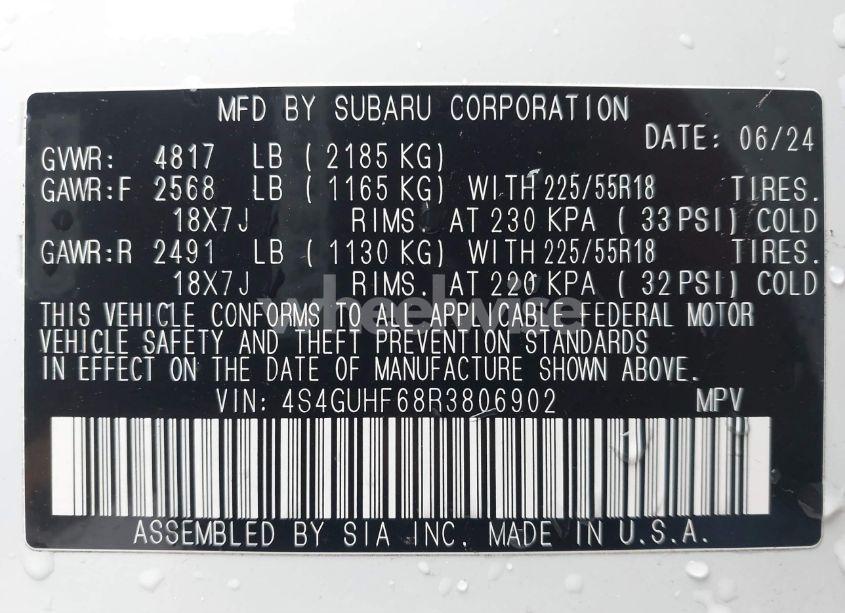 MFD BY SUBARU CORPORATION
DATE: 06/24
GVWR: 4817 LB ( 2185 KG)
GAWR:F 2568 LB ( 1165 KG) WITH 225/55R18 TIRES.
18X7J RIMS. AT 230 KPA ( 33 PSI) COLD
GAWR:R 2491 LB ( 1130 KG) WITH 225/55R18 TIRES.
18X7J RIMS. AT 220 KPA ( 32 PSI) COLD
wheelwise
THIS VEHICLE CONFORMS TO ALL APPLICABLE FEDERAL MOTOR
VEHICLE SAFETY AND THEFT PREVENTION STANDARDS
IN EFFECT ON THE DATE OF MANUFACTURE SHOWN ABOVE.
VIN: 4S4GUHF68R3806902 MPV
ASSEMBLED BY SIA INC. MADE IN U.S.A.